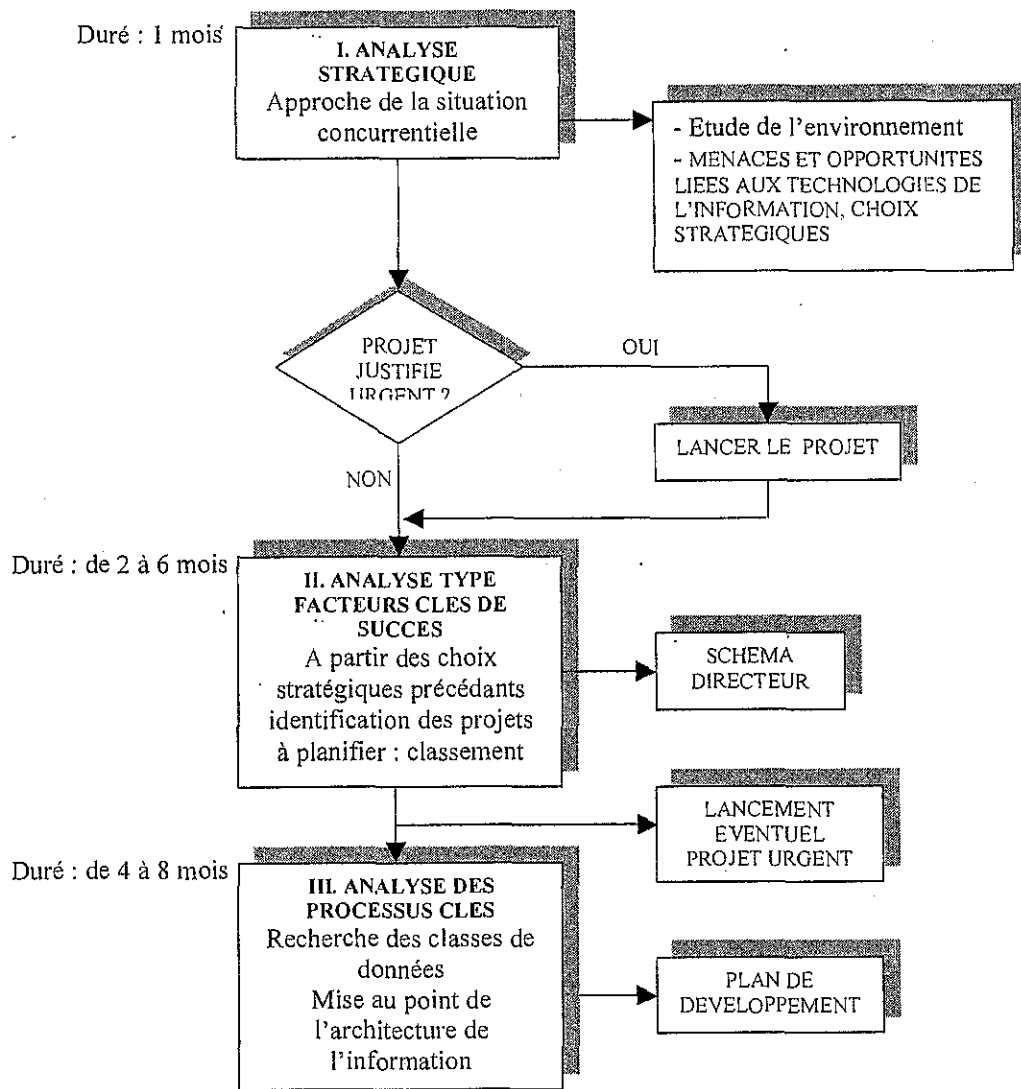 Duré : 1 mois
I. ANALYSE
STRATEGIQUE
Approche de la situation
concurrentielle
- Etude de l'environnement
- MENACES ET OPPORTUNITES
LIEES AUX TECHNOLOGIES DE
L'INFORMATION, CHOIX
STRATEGIQUES
PROJET
JUSTIFIE
URGENT ?
OUI
LANCER LE PROJET
NON
Duré : de 2 à 6 mois
II. ANALYSE TYPE
FACTEURS CLES DE
SUCCES
A partir des choix
stratégiques précédants
identification des projets
à planifier : classement
SCHEMA
DIRECTEUR
LANCEMENT
EVENTUEL
PROJET URGENT
Duré : de 4 à 8 mois
III. ANALYSE DES
PROCESSUS CLES
Recherche des classes de
données
Mise au point de
l'architecture de
l'information
PLAN DE
DEVELOPPEMENT